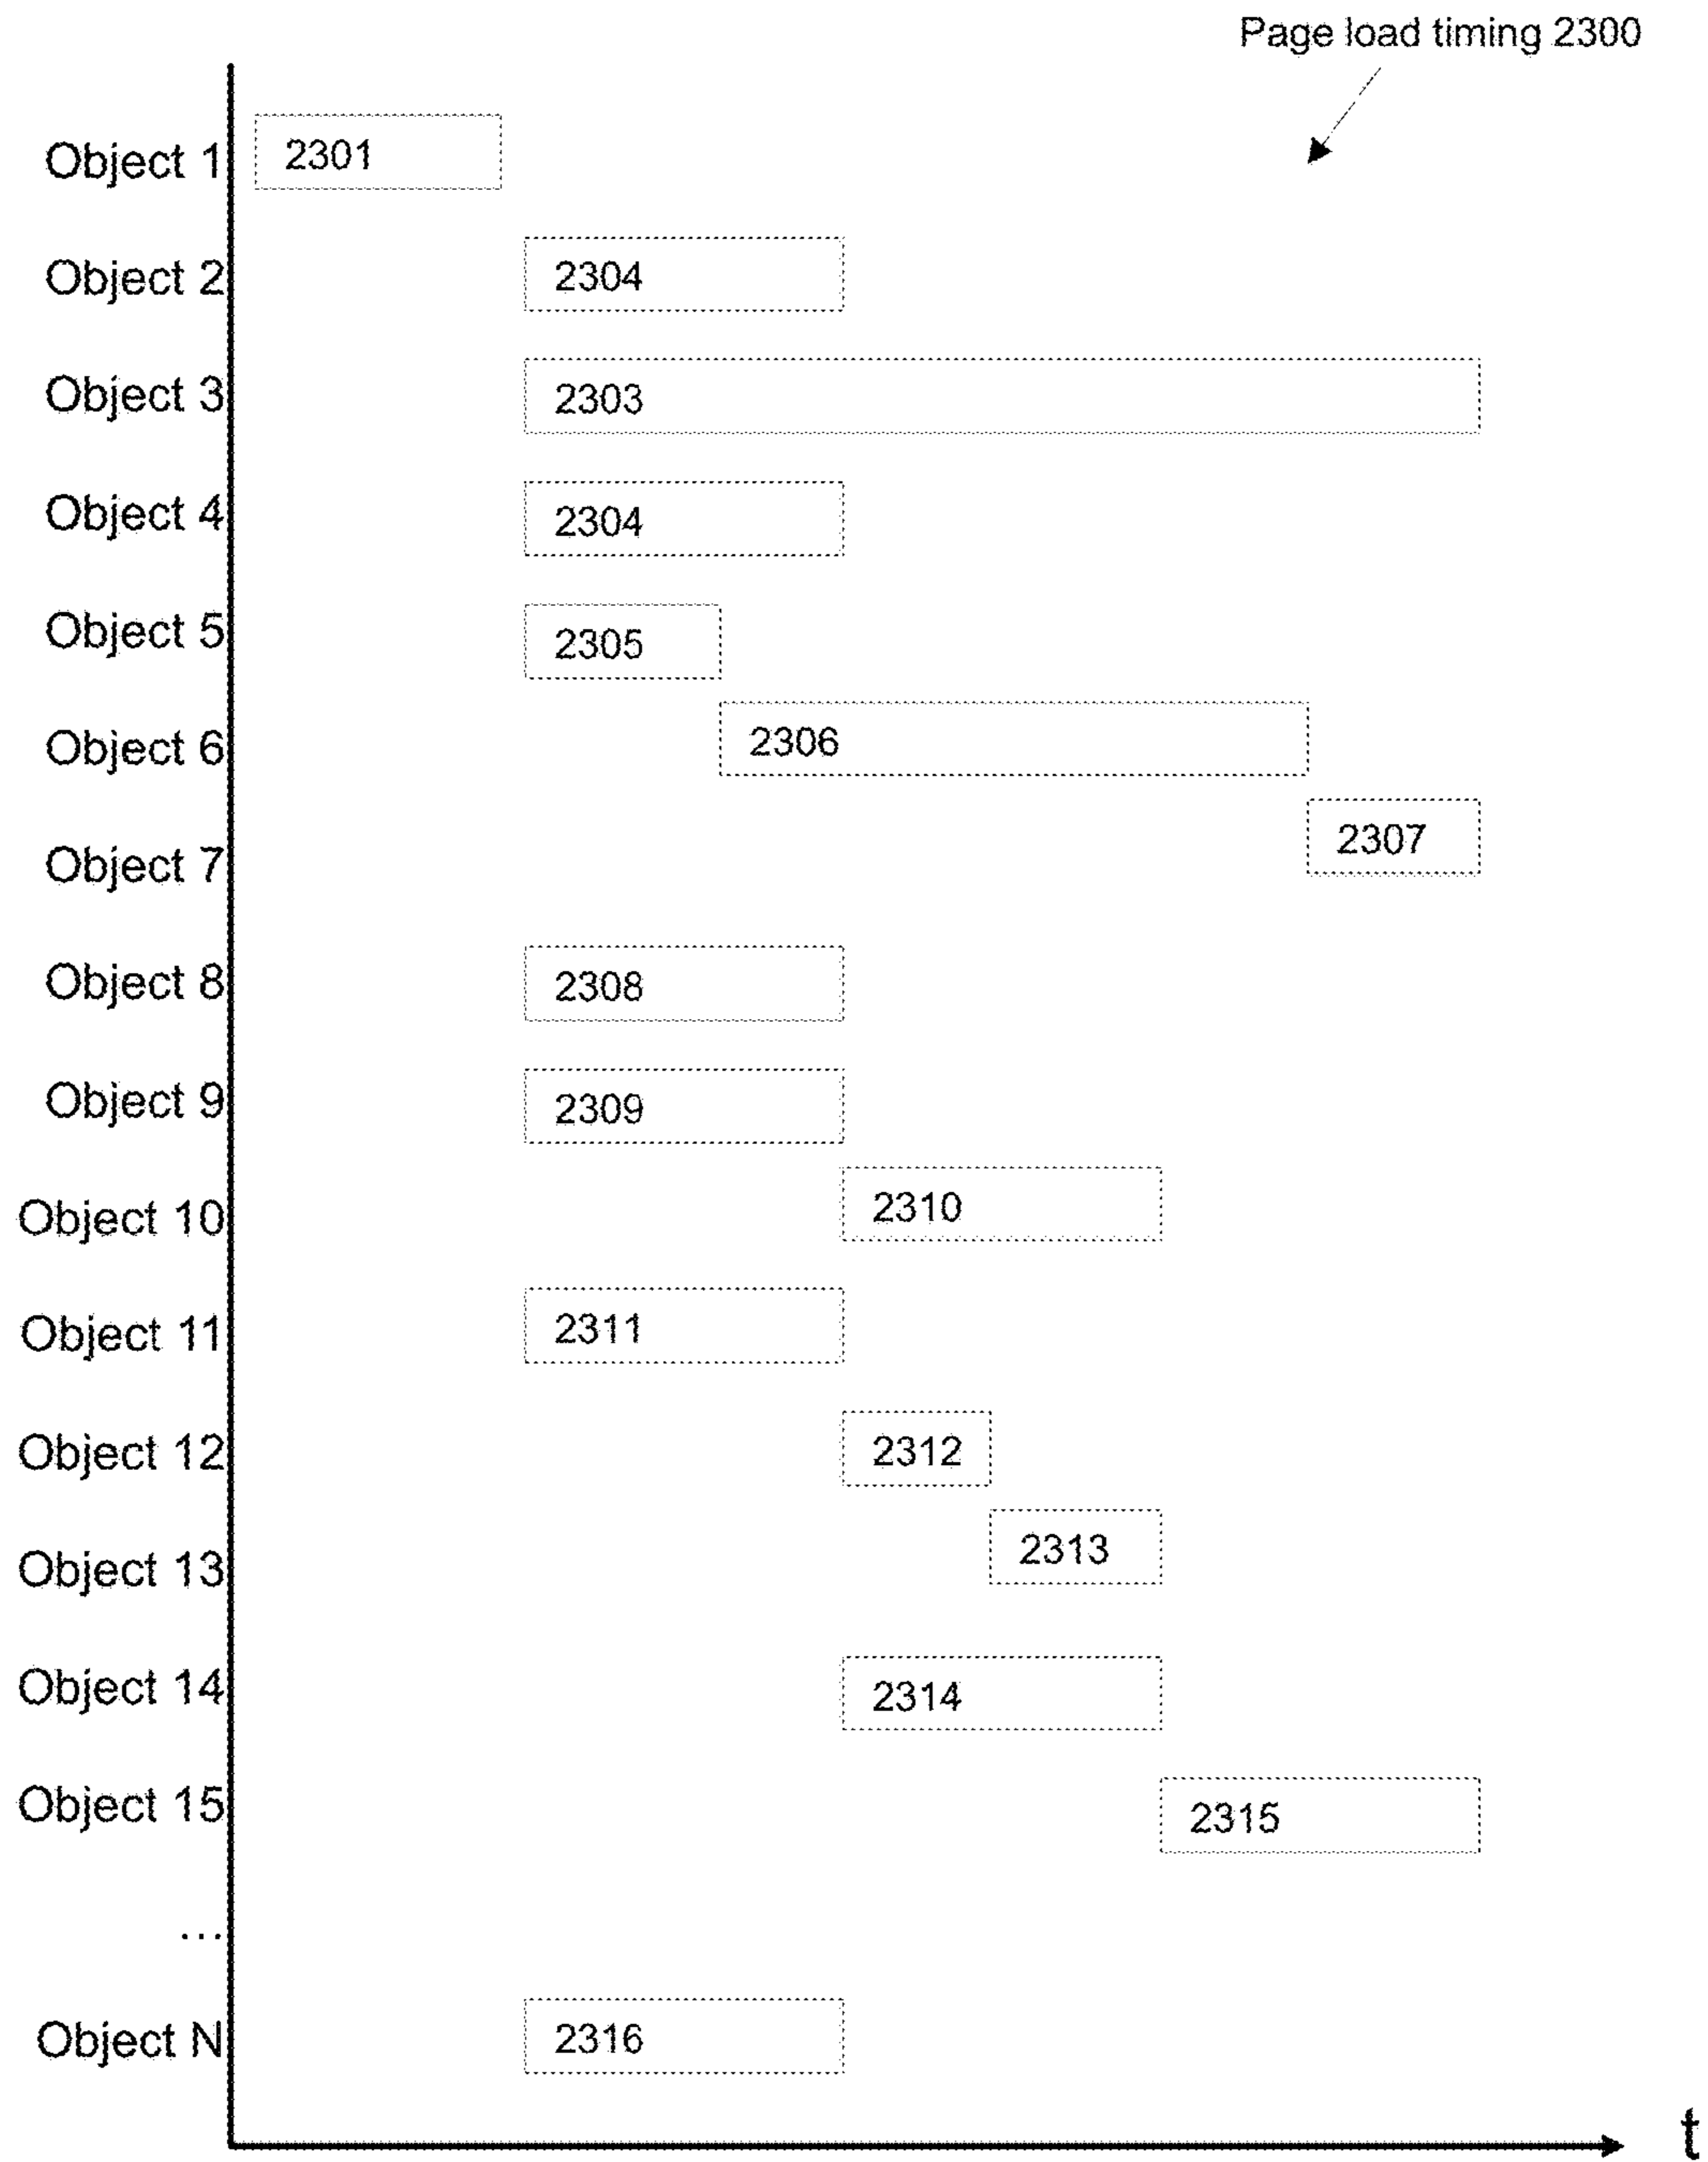 Page load timing 2300
Object 1 2301
Object 2 2304
Object 3 2303
Object 4 2304
Object 5 2305
Object 6 2306
Object 7 2307
Object 8 2308
Object 9 2309
Object 10 2310
Object 11 2311
Object 12 2312
Object 13 2313
Object 14 2314
Object 15 2315
...
Object N 2316
t